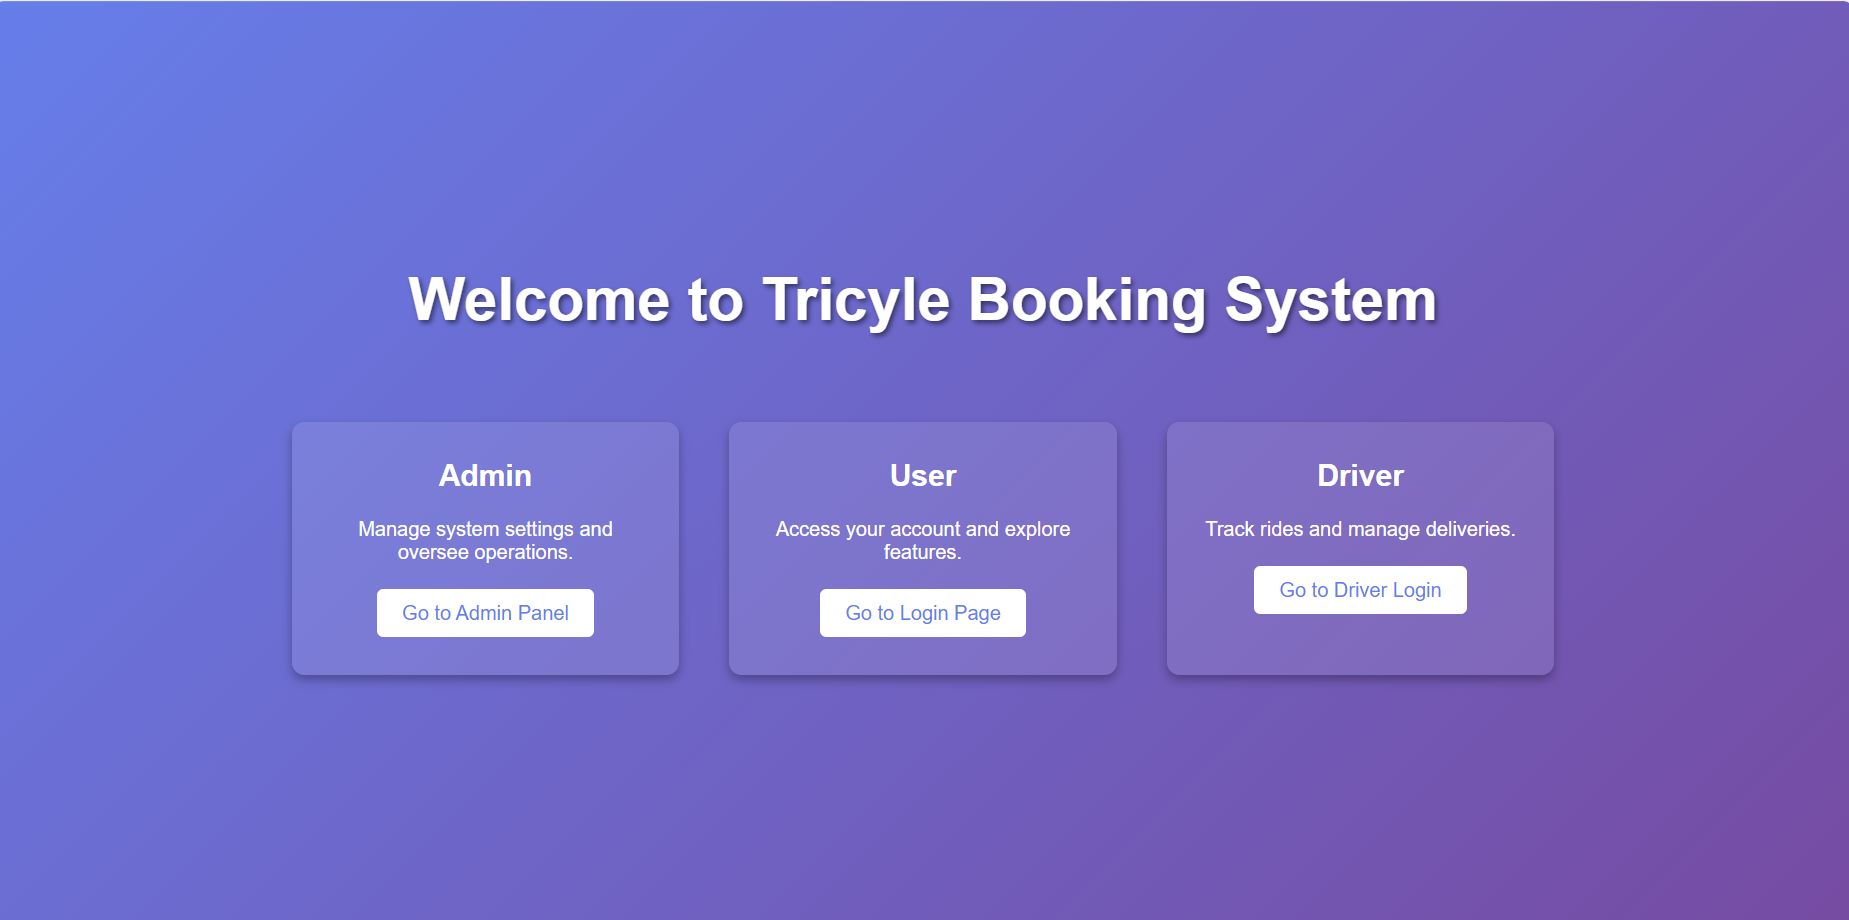 Welcome to Tricyle Booking System
Admin
Manage system settings and
oversee operations.
Go to Admin Panel
User
Access your account and explore
features.
Go to Login Page
Driver
Track rides and manage deliveries.
Go to Driver Login